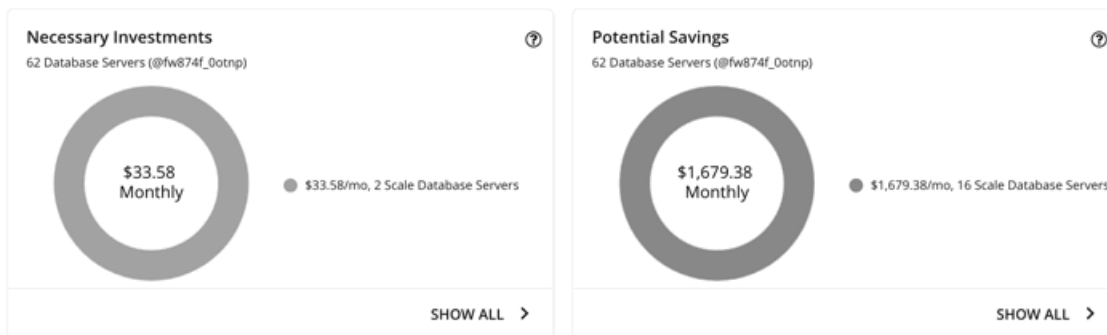 Necessary Investments
62 Database Servers (@fw874f_0otnp)
$33.58
Monthly
$33.58/mo, 2 Scale Database Servers
SHOW ALL
Potential Savings
62 Database Servers (@fw874f_0otnp)
$1,679.38
Monthly
$1,679.38/mo, 16 Scale Database Servers
SHOW ALL